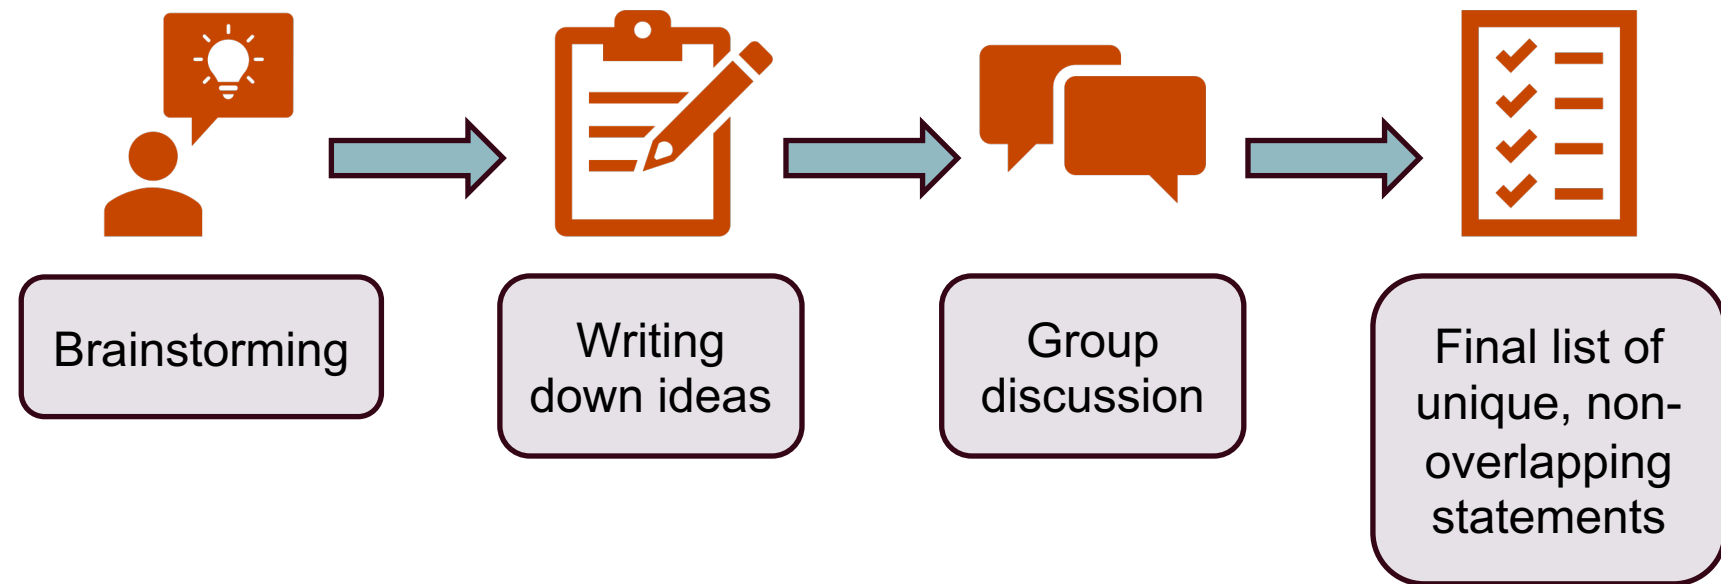 Brainstorming
Writing
down ideas
Group
discussion
Final list of
unique, non-
overlapping
statements